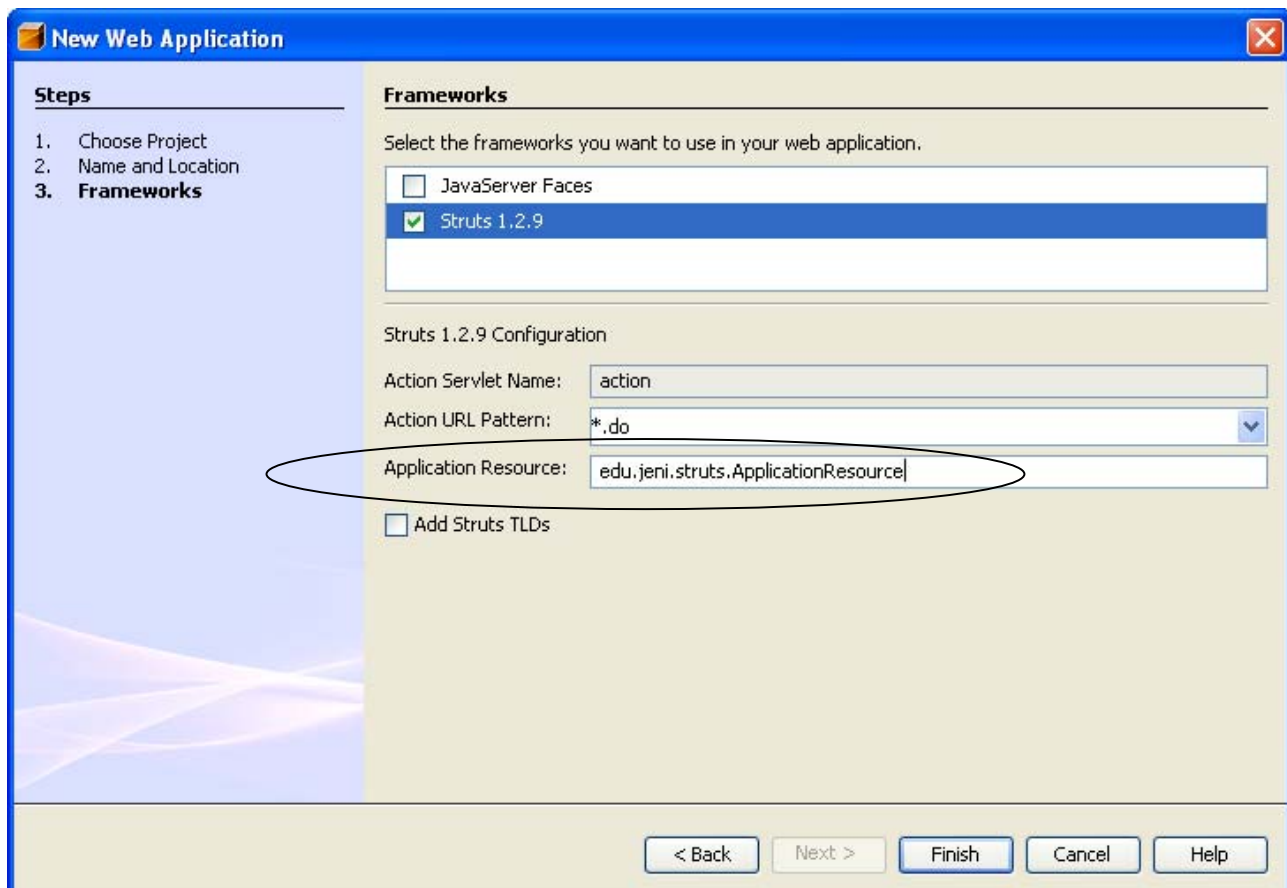 New Web Application
Steps
1. Choose Project
2. Name and Location
3. Frameworks
Frameworks
Select the frameworks you want to use in your web application.
JavaServer Faces
Struts 1.2.9
Struts 1.2.9 Configuration
Action Servlet Name: action
Action URL Pattern: *.do
Application Resource: edu.jeni.struts.ApplicationResource
Add Struts TLDs
< Back Next > Finish Cancel Help